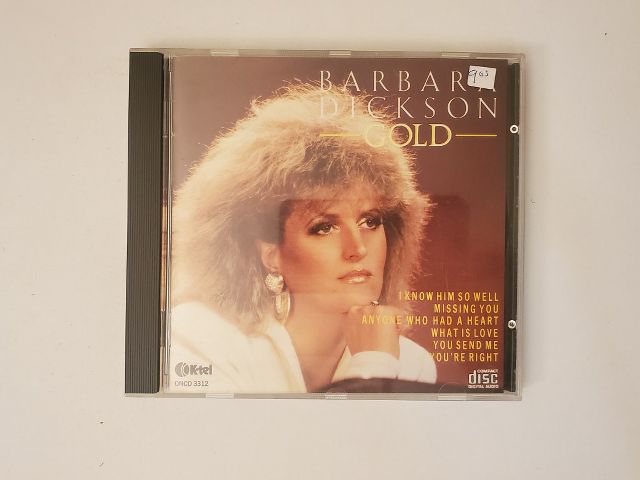 BARBARA
DICKSON
GOLD
I KNOW HIM SO WELL
MISSING YOU
ANYONE WHO HAD A HEART
WHAT IS LOVE
YOU SEND ME
YOU'RE RIGHT
K-tel
ONCD 3312
COMPACT
disc
DIGITAL AUDIO